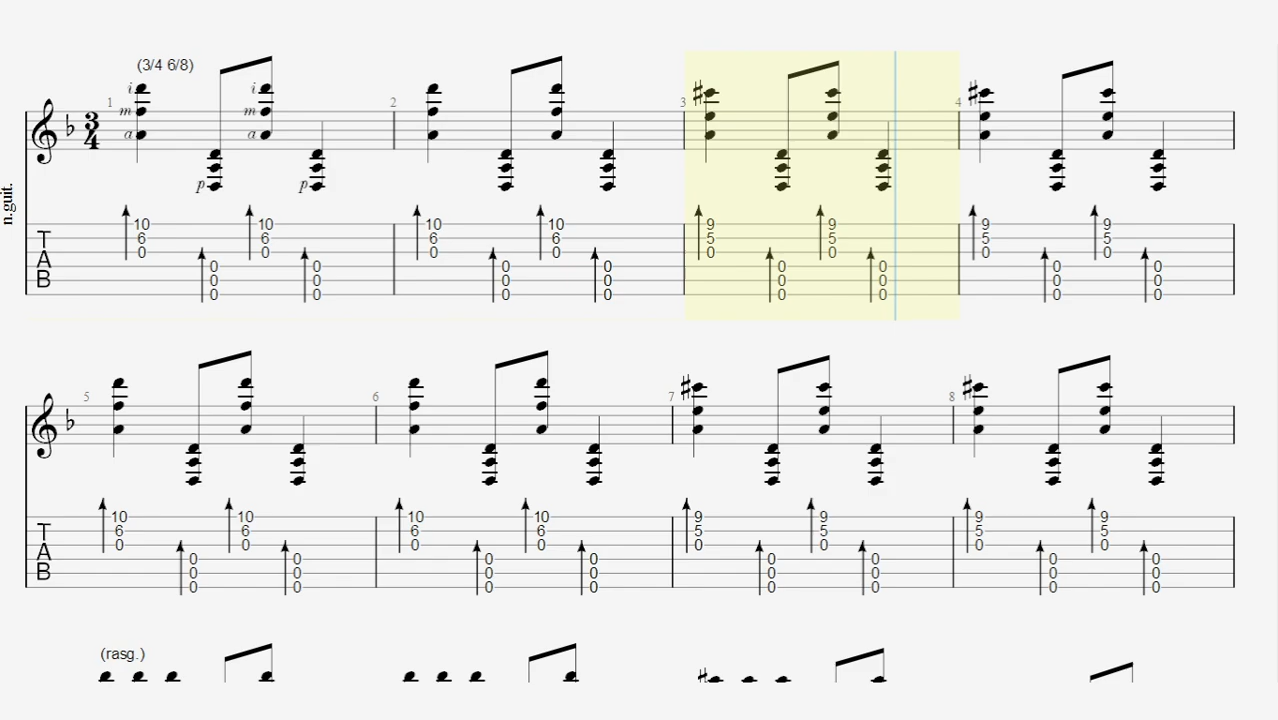 (3/4 6/8)
i i
m m
a a
p p
1 2 3 4
3
4
n.guit.
T
A
B
10 10 10 10 9 9 9 9
6 6 6 6 5 5 5 5
0 0 0 0 0 0 0 0
0 0 0 0 0 0 0 0
0 0 0 0 0 0 0 0
0 0 0 0 0 0 0 0
5 6 7 8
T
A
B
10 10 10 10 9 9 9 9
6 6 6 6 5 5 5 5
0 0 0 0 0 0 0 0
0 0 0 0 0 0 0 0
0 0 0 0 0 0 0 0
0 0 0 0 0 0 0 0
(rasg.)